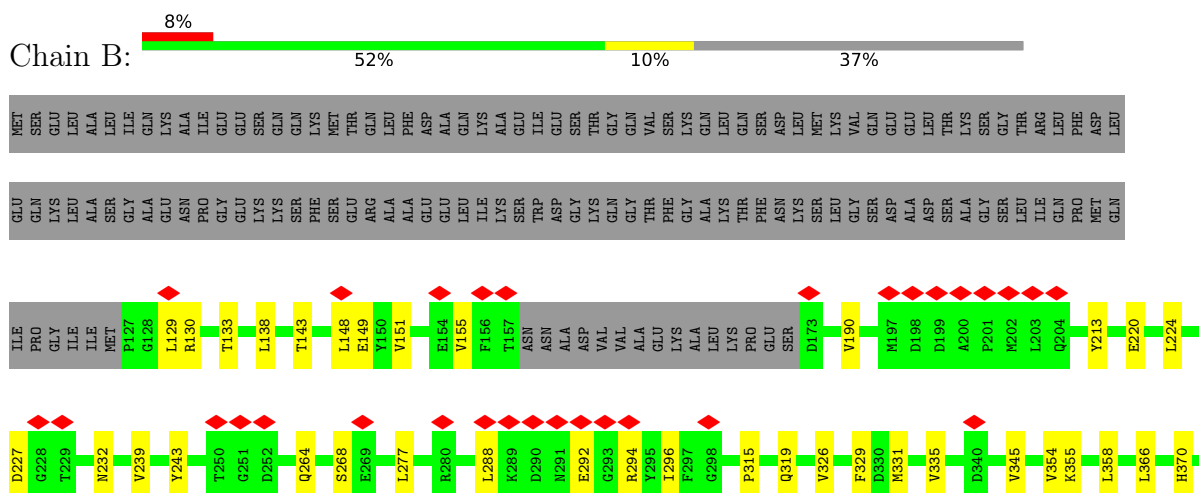 8%
Chain B:
52% 10% 37%
MET SER GLU LEU ALA LEU ILE GLN LYS ALA ILE GLU GLU SER GLN GLN LYS MET THR GLN LEU PHE ASP ALA GLN LYS ALA GLU ILE GLU SER THR GLY GLN VAL SER LYS GLN LEU GLN SER ASP LEU MET LYS VAL GLN GLU GLU LEU THR LYS SER GLY THR ARG LEU PHE ASP LEU
GLU GLN LYS LEU ALA SER GLY ALA GLU ASN PRO GLY GLU LYS LYS SER PHE SER GLU ARG ALA ALA GLU GLU LEU ILE LYS SER TRP ASP GLY LYS GLN GLY THR PHE GLY ALA LYS THR PHE ASN LYS SER LEU GLY SER ASP ALA ASP SER ALA GLY SER LEU ILE GLN PRO MET GLN
ILE PRO GLY ILE ILE MET P127 G128 L129 R130 T133 L138 T143 L148 E149 Y150 V151 E154 V155 F156 T157 ASN ASN ALA ASP VAL VAL ALA GLU LYS ALA LEU LYS PRO GLU SER D173 V190 M197 D198 D199 A200 P201 M202 L203 Q204 Y213 E220 L224
D227 G228 T229 N232 V239 Y243 T250 G251 D252 Q264 S268 E269 L277 R280 L288 K289 D290 N291 E292 G293 R294 Y295 I296 F297 G298 P315 Q319 V326 F329 D330 M331 V335 D340 V345 V354 K355 L358 L366 H370